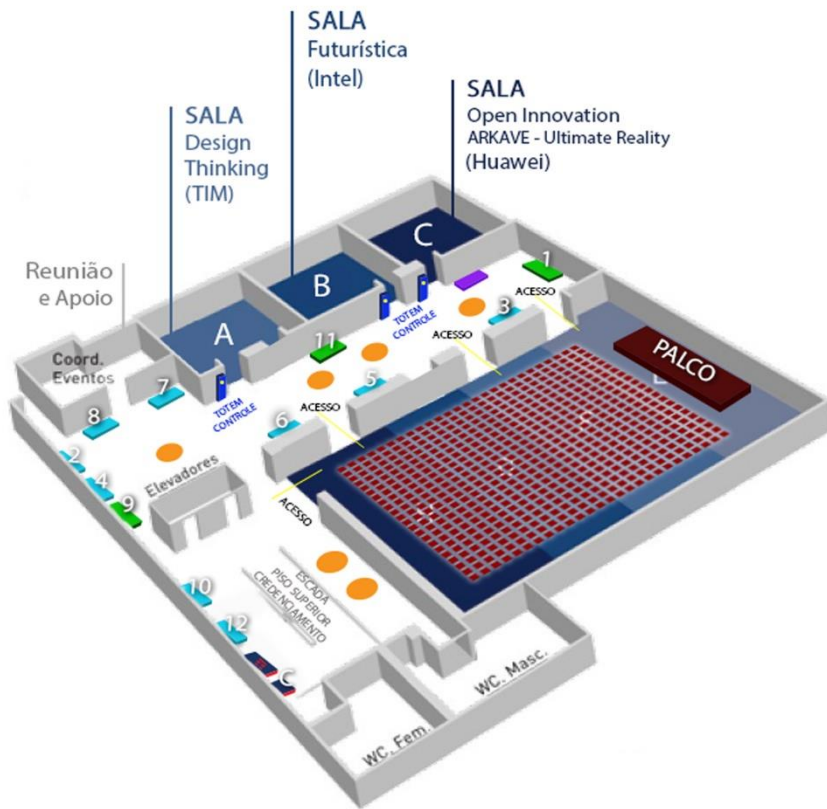 SALA
Futurística
(Intel)
SALA
Open Innovation
ARKAVE - Ultimate Reality
(Huawei)
SALA
Design
Thinking
(TIM)
Reunião
e Apoio
C
1
B
ACESSO
3
TOTEM
CONTROLE
ACESSO
A
11
PALCO
Coord.
Eventos
7
5
TOTEM
CONTROLE
8
6
ACESSO
2
4
Elevadores
9
ACESSO
10
ESCADA
PISO SUPERIOR
CREDENCIAMENTO
12
C
WC. Masc.
WC. Fem.